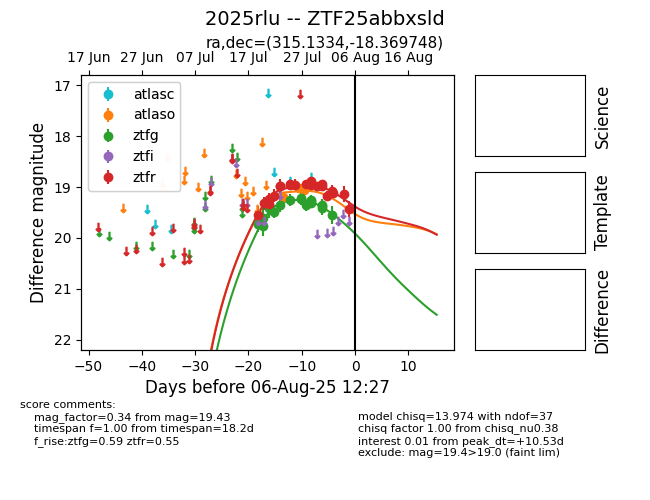 2025rlu -- ZTF25abbxsld
ra,dec=(315.1334,-18.369748)
17 Jun 27 Jun 07 Jul 17 Jul 27 Jul 06 Aug 16 Aug
17
18
19
20
21
22
Difference magnitude
atlasc
atlaso
ztfg
ztfi
ztfr
−50 −40 −30 −20 −10 0 10
Days before 06-Aug-25 12:27
Science
Template
Difference
score comments:
mag_factor=0.34 from mag=19.43
timespan f=1.00 from timespan=18.2d
f_rise:ztfg=0.59 ztfr=0.55
model chisq=13.974 with ndof=37
chisq factor 1.00 from chisq_nu0.38
interest 0.01 from peak_dt=+10.53d
exclude: mag=19.4>19.0 (faint lim)